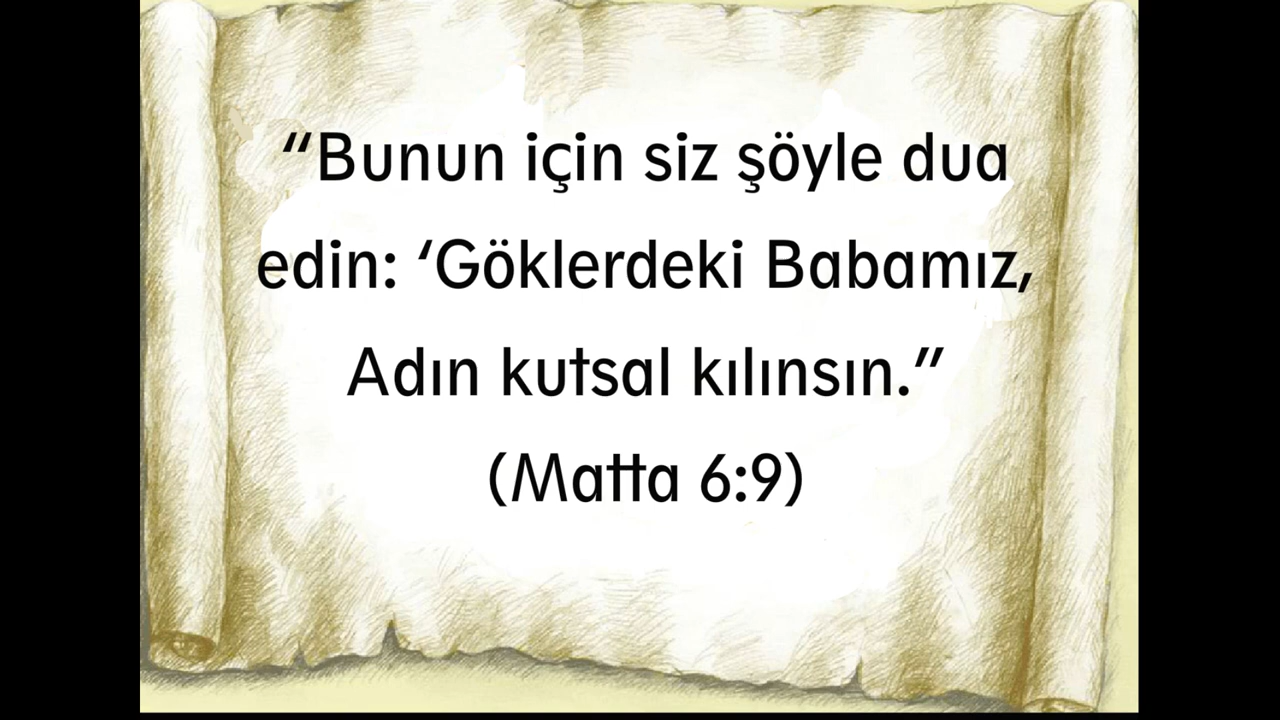 “Bunun için siz şöyle dua
edin: ‘Göklerdeki Babamız,
Adın kutsal kılınsın.”
(Matta 6:9)